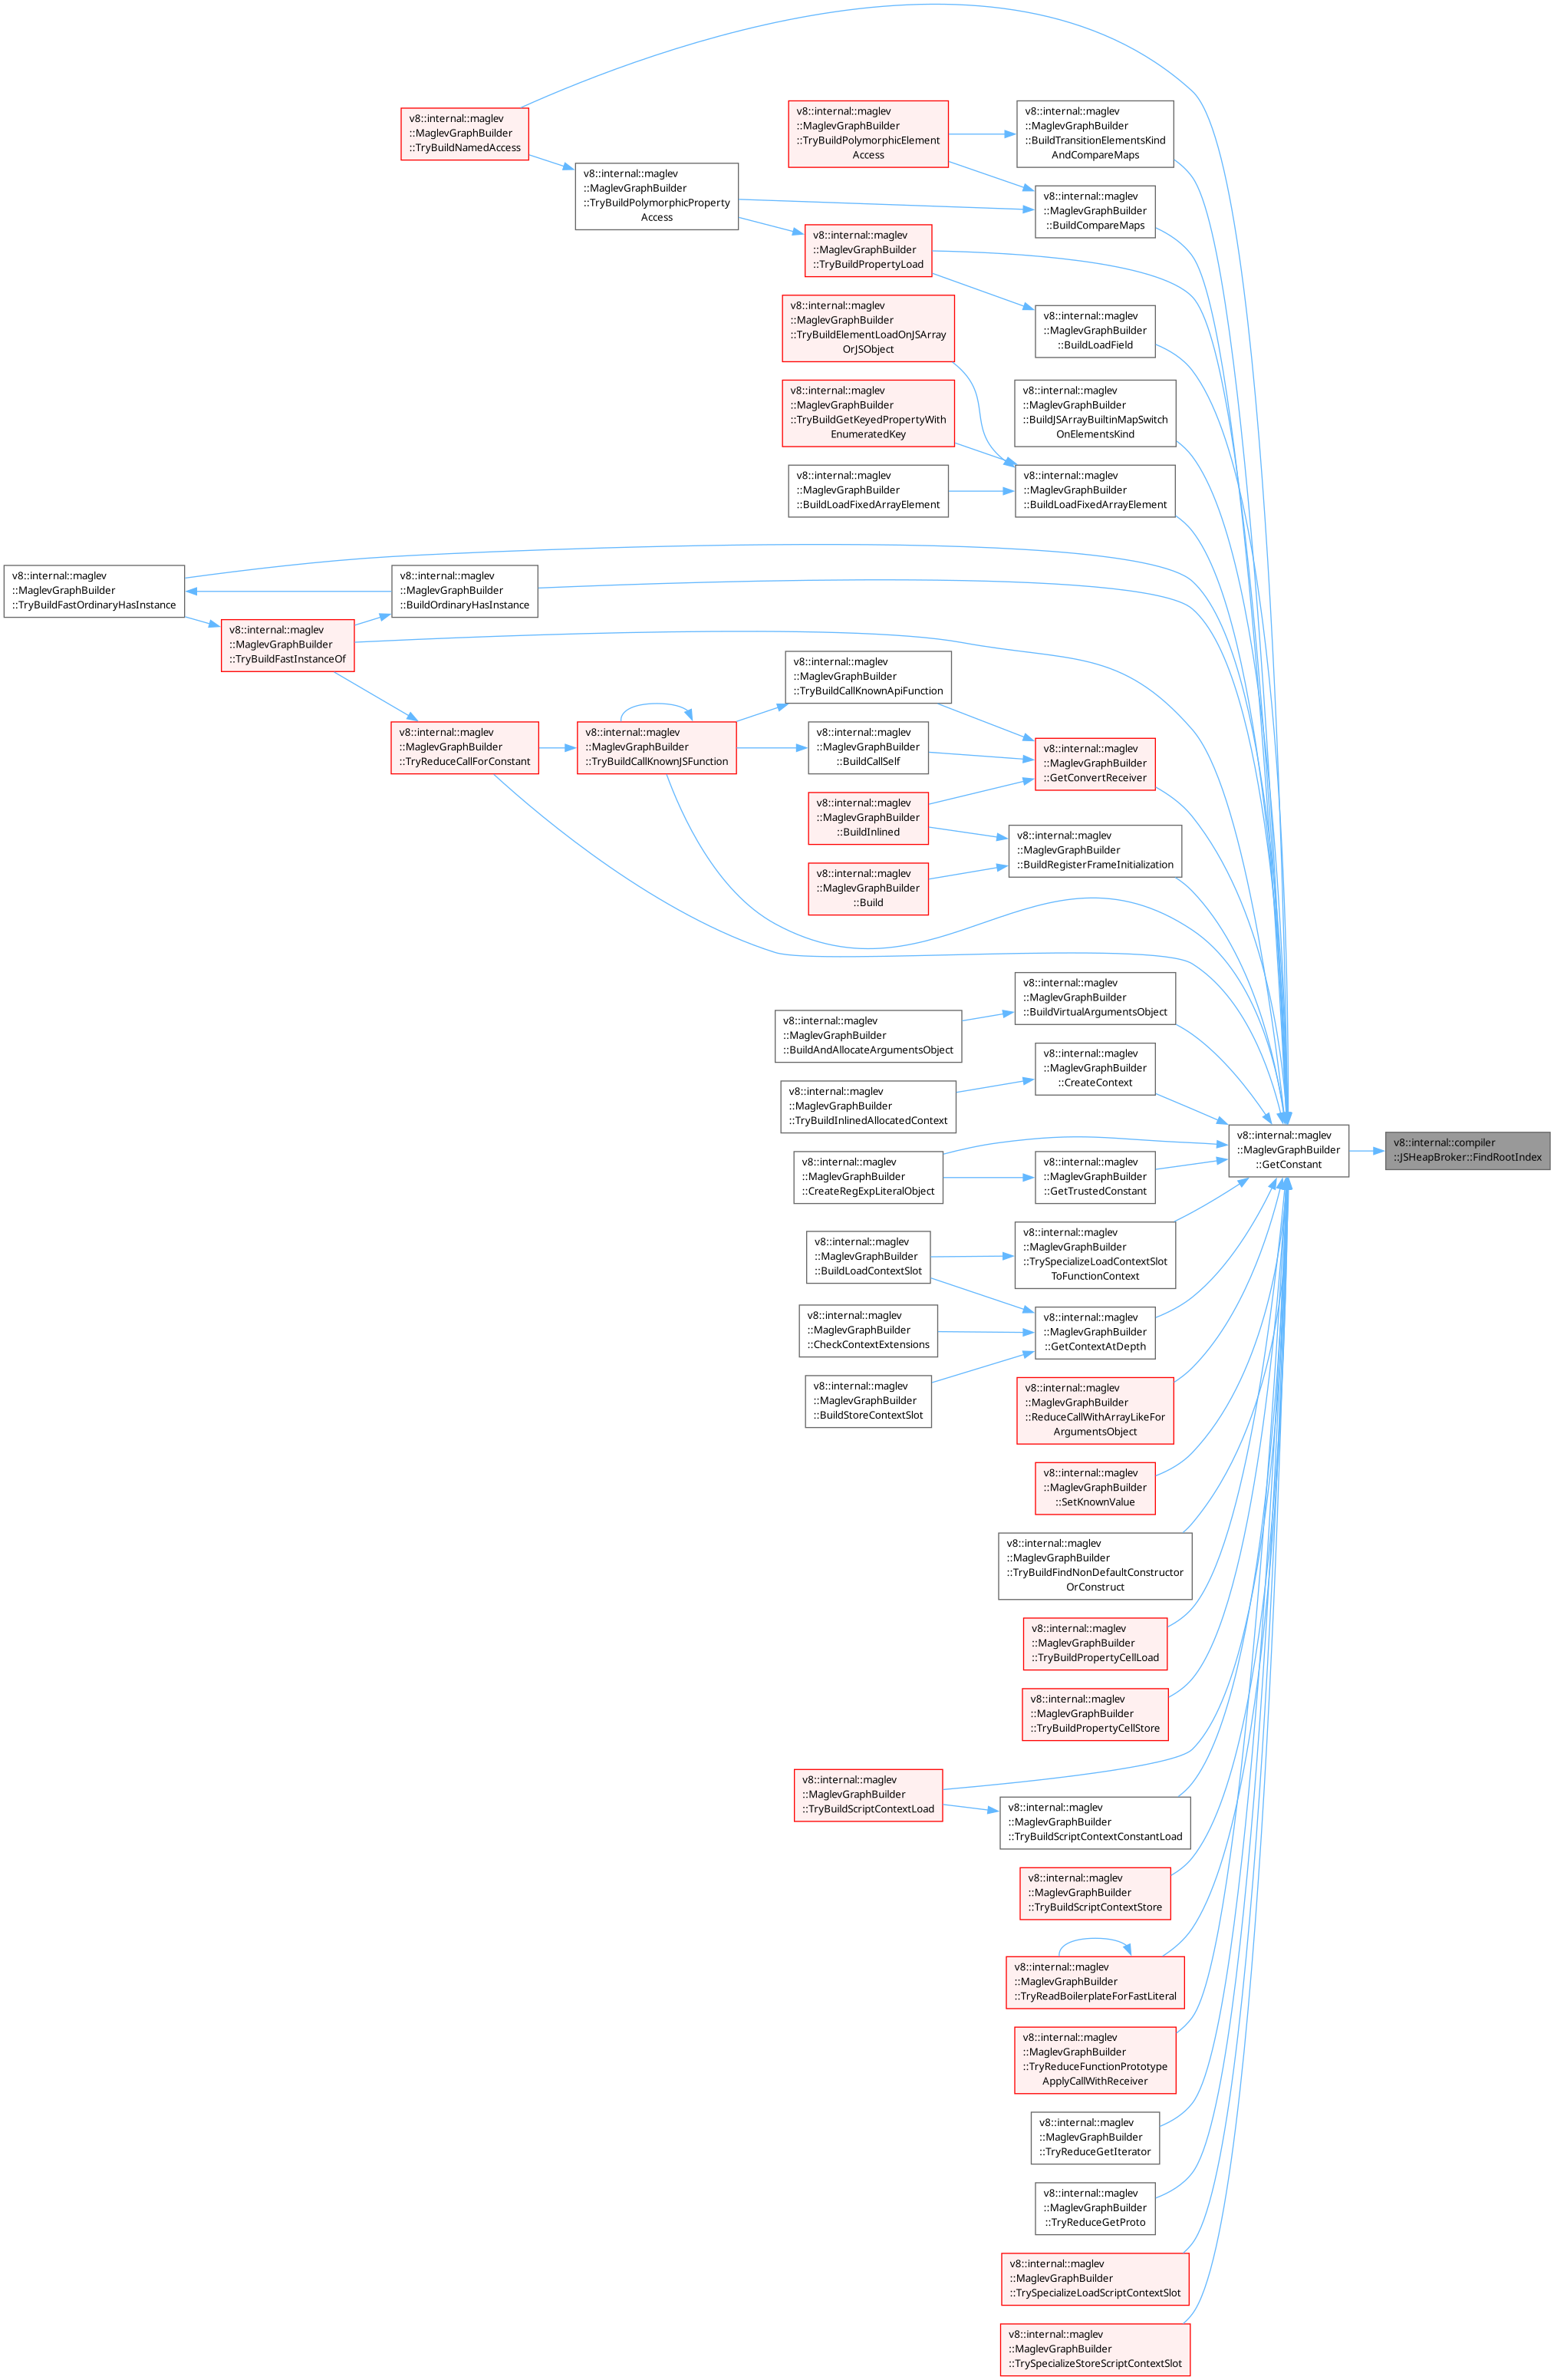 v8::internal::maglev
::MaglevGraphBuilder
::TryBuildNamedAccess
v8::internal::maglev
::MaglevGraphBuilder
::TryBuildPolymorphicElement
Access
v8::internal::maglev
::MaglevGraphBuilder
::BuildTransitionElementsKind
AndCompareMaps
v8::internal::maglev
::MaglevGraphBuilder
::TryBuildPolymorphicProperty
Access
v8::internal::maglev
::MaglevGraphBuilder
::BuildCompareMaps
v8::internal::maglev
::MaglevGraphBuilder
::TryBuildPropertyLoad
v8::internal::maglev
::MaglevGraphBuilder
::TryBuildElementLoadOnJSArray
OrJSObject
v8::internal::maglev
::MaglevGraphBuilder
::BuildLoadField
v8::internal::maglev
::MaglevGraphBuilder
::TryBuildGetKeyedPropertyWith
EnumeratedKey
v8::internal::maglev
::MaglevGraphBuilder
::BuildJSArrayBuiltinMapSwitch
OnElementsKind
v8::internal::maglev
::MaglevGraphBuilder
::BuildLoadFixedArrayElement
v8::internal::maglev
::MaglevGraphBuilder
::BuildLoadFixedArrayElement
v8::internal::maglev
::MaglevGraphBuilder
::TryBuildFastOrdinaryHasInstance
v8::internal::maglev
::MaglevGraphBuilder
::BuildOrdinaryHasInstance
v8::internal::maglev
::MaglevGraphBuilder
::TryBuildFastInstanceOf
v8::internal::maglev
::MaglevGraphBuilder
::TryBuildCallKnownApiFunction
v8::internal::maglev
::MaglevGraphBuilder
::TryReduceCallForConstant
v8::internal::maglev
::MaglevGraphBuilder
::TryBuildCallKnownJSFunction
v8::internal::maglev
::MaglevGraphBuilder
::BuildCallSelf
v8::internal::maglev
::MaglevGraphBuilder
::GetConvertReceiver
v8::internal::maglev
::MaglevGraphBuilder
::BuildInlined
v8::internal::maglev
::MaglevGraphBuilder
::BuildRegisterFrameInitialization
v8::internal::maglev
::MaglevGraphBuilder
::Build
v8::internal::maglev
::MaglevGraphBuilder
::BuildVirtualArgumentsObject
v8::internal::maglev
::MaglevGraphBuilder
::BuildAndAllocateArgumentsObject
v8::internal::maglev
::MaglevGraphBuilder
::CreateContext
v8::internal::maglev
::MaglevGraphBuilder
::TryBuildInlinedAllocatedContext
v8::internal::maglev
::MaglevGraphBuilder
::GetConstant
v8::internal::compiler
::JSHeapBroker::FindRootIndex
v8::internal::maglev
::MaglevGraphBuilder
::CreateRegExpLiteralObject
v8::internal::maglev
::MaglevGraphBuilder
::GetTrustedConstant
v8::internal::maglev
::MaglevGraphBuilder
::BuildLoadContextSlot
v8::internal::maglev
::MaglevGraphBuilder
::TrySpecializeLoadContextSlot
ToFunctionContext
v8::internal::maglev
::MaglevGraphBuilder
::CheckContextExtensions
v8::internal::maglev
::MaglevGraphBuilder
::GetContextAtDepth
v8::internal::maglev
::MaglevGraphBuilder
::BuildStoreContextSlot
v8::internal::maglev
::MaglevGraphBuilder
::ReduceCallWithArrayLikeFor
ArgumentsObject
v8::internal::maglev
::MaglevGraphBuilder
::SetKnownValue
v8::internal::maglev
::MaglevGraphBuilder
::TryBuildFindNonDefaultConstructor
OrConstruct
v8::internal::maglev
::MaglevGraphBuilder
::TryBuildPropertyCellLoad
v8::internal::maglev
::MaglevGraphBuilder
::TryBuildPropertyCellStore
v8::internal::maglev
::MaglevGraphBuilder
::TryBuildScriptContextLoad
v8::internal::maglev
::MaglevGraphBuilder
::TryBuildScriptContextConstantLoad
v8::internal::maglev
::MaglevGraphBuilder
::TryBuildScriptContextStore
v8::internal::maglev
::MaglevGraphBuilder
::TryReadBoilerplateForFastLiteral
v8::internal::maglev
::MaglevGraphBuilder
::TryReduceFunctionPrototype
ApplyCallWithReceiver
v8::internal::maglev
::MaglevGraphBuilder
::TryReduceGetIterator
v8::internal::maglev
::MaglevGraphBuilder
::TryReduceGetProto
v8::internal::maglev
::MaglevGraphBuilder
::TrySpecializeLoadScriptContextSlot
v8::internal::maglev
::MaglevGraphBuilder
::TrySpecializeStoreScriptContextSlot